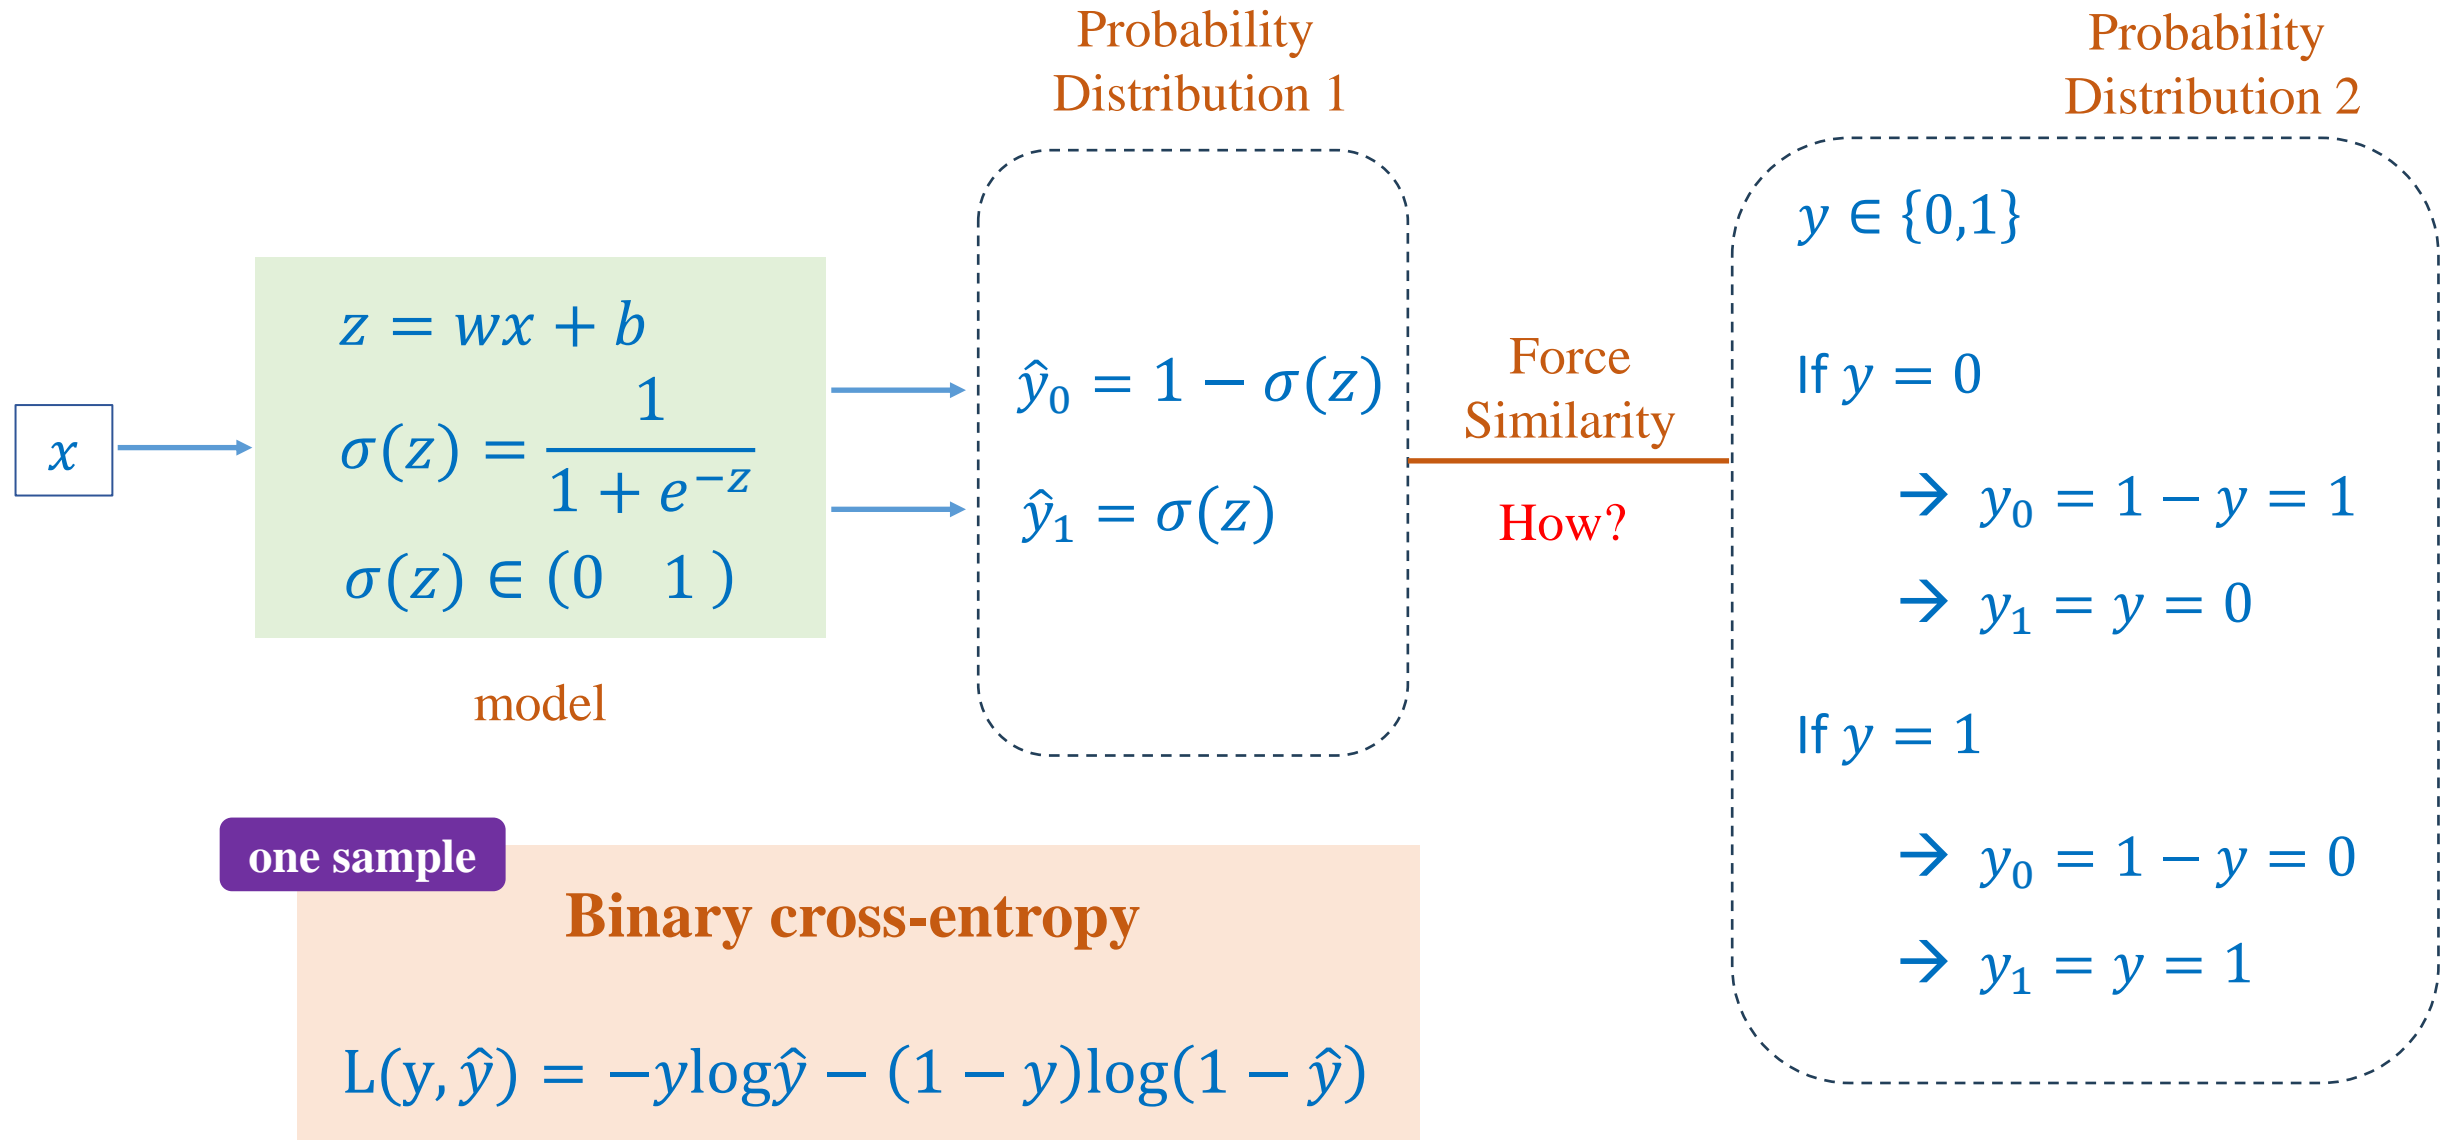 Probability
Distribution 1
Probability
Distribution 2
x
z = wx + b
σ(z) = 1 / (1 + e^{−z})
σ(z) ∈ (0 1)
model
ŷ₀ = 1 − σ(z)
ŷ₁ = σ(z)
Force
Similarity
How?
y ∈ {0,1}
If y = 0
→ y₀ = 1 − y = 1
→ y₁ = y = 0
If y = 1
→ y₀ = 1 − y = 0
→ y₁ = y = 1
one sample
Binary cross-entropy
L(y, ŷ) = −ylogŷ − (1 − y)log(1 − ŷ)